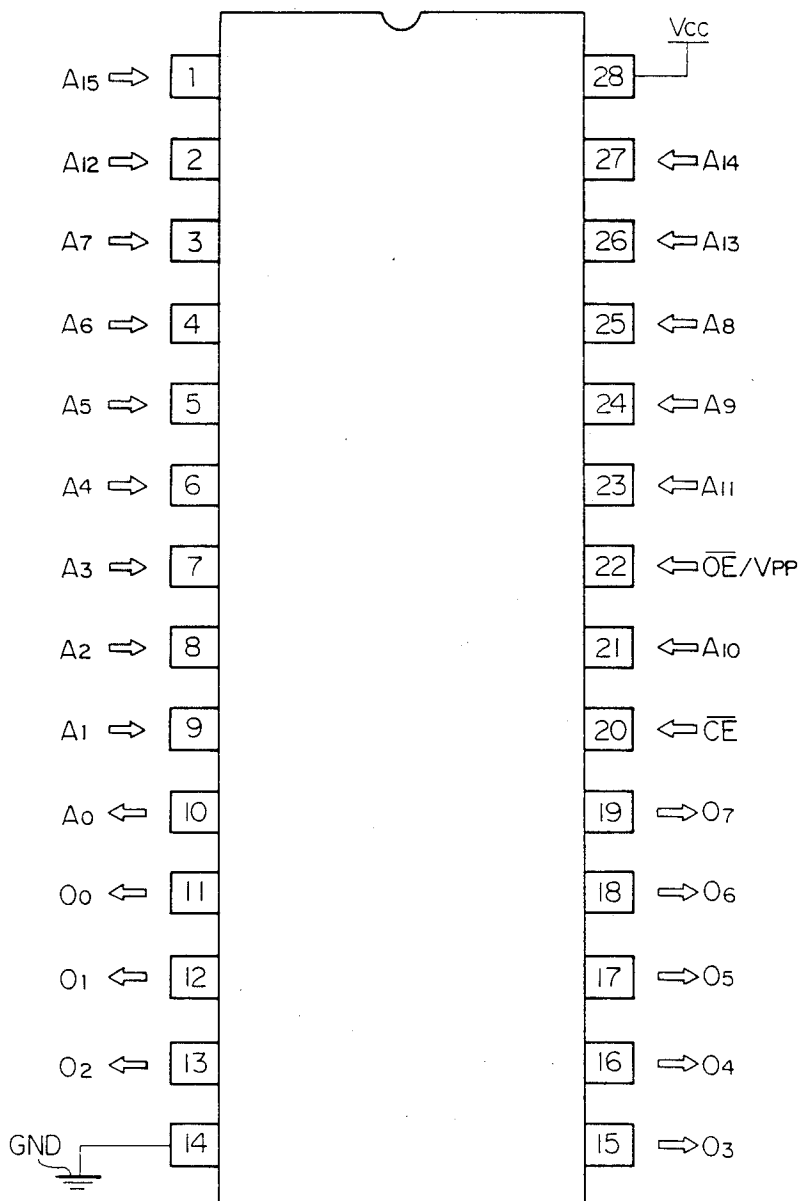 Vcc
A15 1 28
A12 2 27 A14
A7 3 26 A13
A6 4 25 A8
A5 5 24 A9
A4 6 23 A11
A3 7 22 O̅E̅/VPP
A2 8 21 A10
A1 9 20 C̅E̅
A0 10 19 O7
O0 11 18 O6
O1 12 17 O5
O2 13 16 O4
GND 14 15 O3